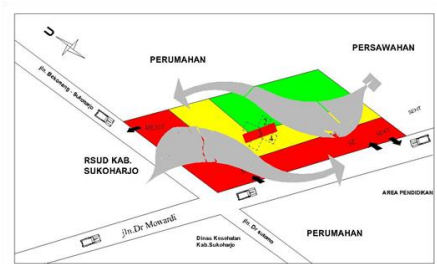 U
PERUMAHAN
PERSAWAHAN
jln. Bekonang - Sukoharjo
RSUD KAB.
SUKOHARJO
AREA PENDIDIKAN
jln.Dr Mowardi
jln.Dr sutomo
Dinas Kesehatan
Kab.Sukoharjo
PERUMAHAN